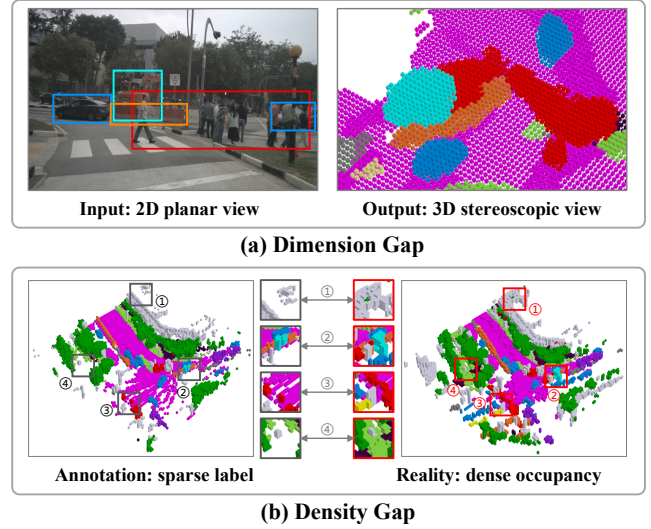 Input: 2D planar view
Output: 3D stereoscopic view
(a) Dimension Gap
①
②
③
④
①
②
③
④
①
②
③
④
Annotation: sparse label
Reality: dense occupancy
(b) Density Gap